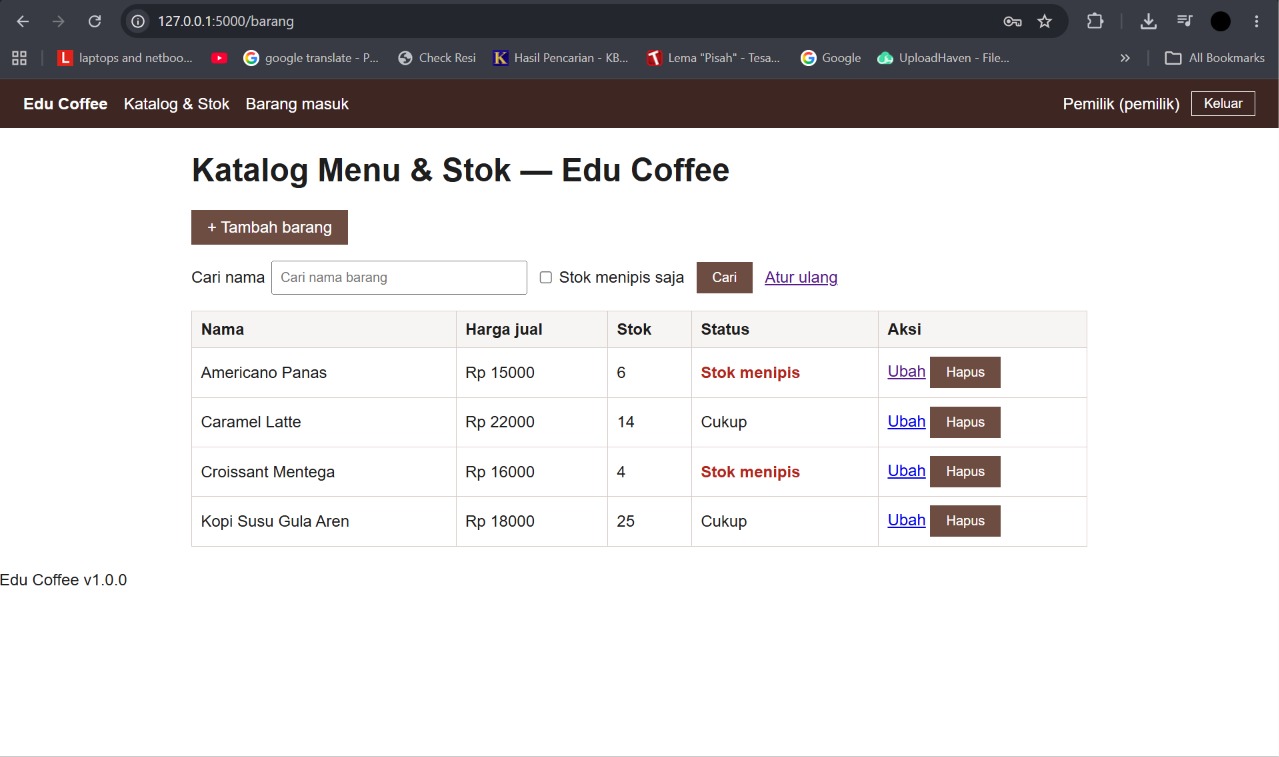 127.0.0.1:5000/barang
laptops and netboo... google translate - P... Check Resi Hasil Pencarian - KB... Lema "Pisah" - Tesa... Google UploadHaven - File... » All Bookmarks
Edu Coffee Katalog & Stok Barang masuk Pemilik (pemilik) Keluar
Katalog Menu & Stok — Edu Coffee
+ Tambah barang
Cari nama Cari nama barang Stok menipis saja Cari Atur ulang
Nama Harga jual Stok Status Aksi
Americano Panas Rp 15000 6 Stok menipis Ubah Hapus
Caramel Latte Rp 22000 14 Cukup Ubah Hapus
Croissant Mentega Rp 16000 4 Stok menipis Ubah Hapus
Kopi Susu Gula Aren Rp 18000 25 Cukup Ubah Hapus
Edu Coffee v1.0.0